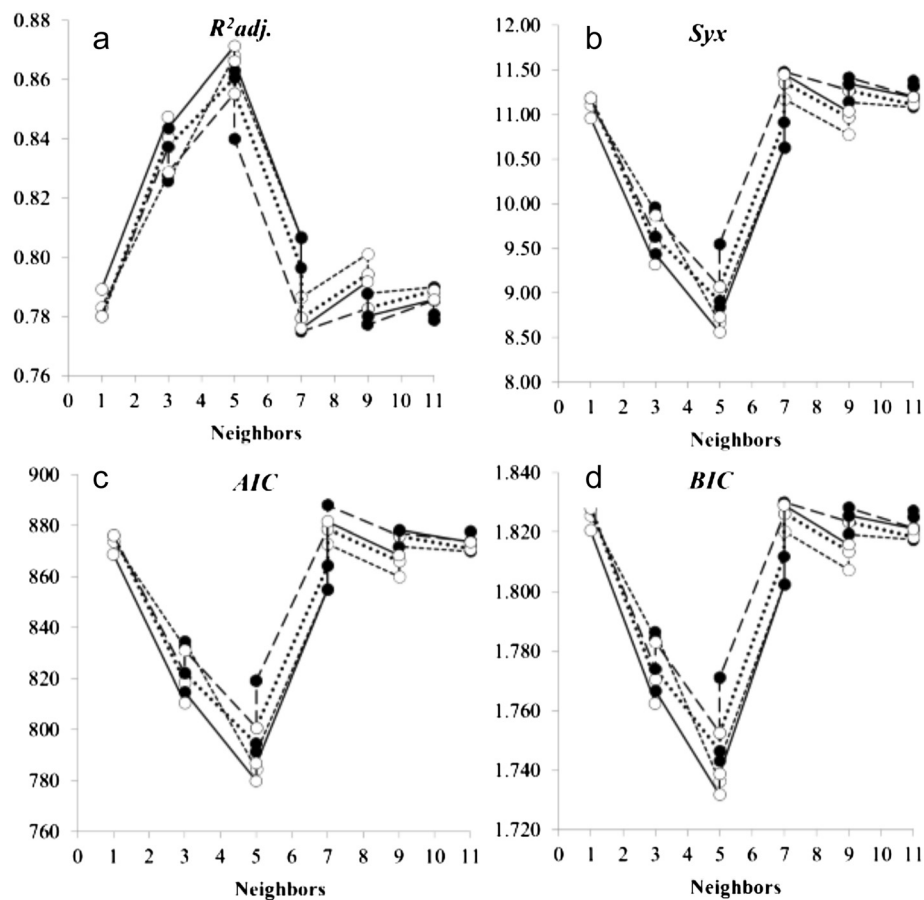 a
R²adj.
0.88
0.86
0.84
0.82
0.80
0.78
0.76
0 1 2 3 4 5 6 7 8 9 10 11
Neighbors
b
Syx
12.00
11.50
11.00
10.50
10.00
9.50
9.00
8.50
8.00
0 1 2 3 4 5 6 7 8 9 10 11
Neighbors
c
AIC
900
880
860
840
820
800
780
760
0 1 2 3 4 5 6 7 8 9 10 11
Neighbors
d
BIC
1.840
1.820
1.800
1.780
1.760
1.740
1.720
0 1 2 3 4 5 6 7 8 9 10 11
Neighbors